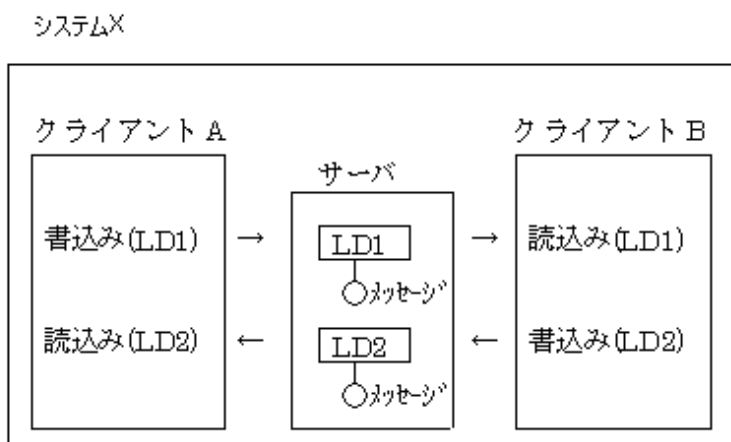 システムX
クライアントA
クライアントB
サーバ
書込み(LD1)
→
LD1
→
読込み(LD1)
メッセージ
読込み(LD2)
←
LD2
←
書込み(LD2)
メッセージ